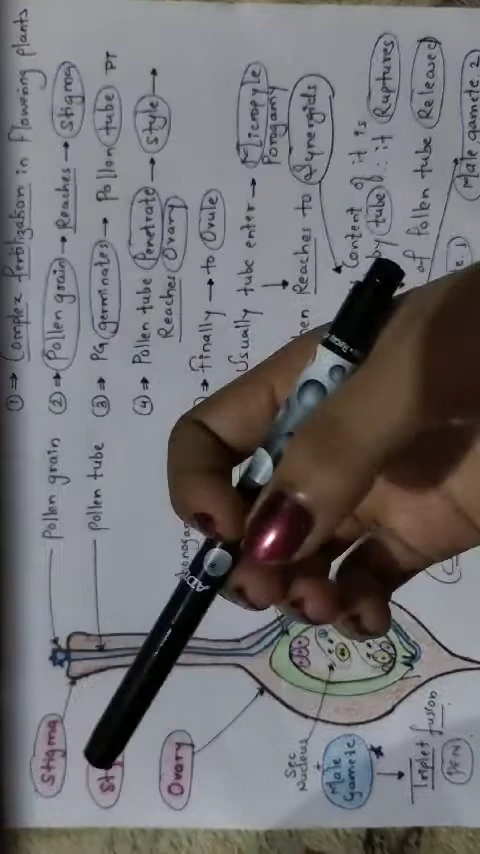 ① ⇒ Complex fertilization in flowering plants
② ⇒ Pollen grain → Reaches → Stigma
③ ⇒ PG germinates → Pollen tube PT
④ → Pollen tube Penetrate → style →
Reaches Ovary
→ Finally → to Ovule
Usually tube enter → Micropyle
Porogamy
Reaches to Synergids
Content of it is
by tube ∴ it Ruptures
of Pollen tube Released
Male gamete. 2
Pollen grain
Pollen tube
Stigma
Ovary
Sec
Nucleus
+
Male
Gamete
Triplet fusion
PEN